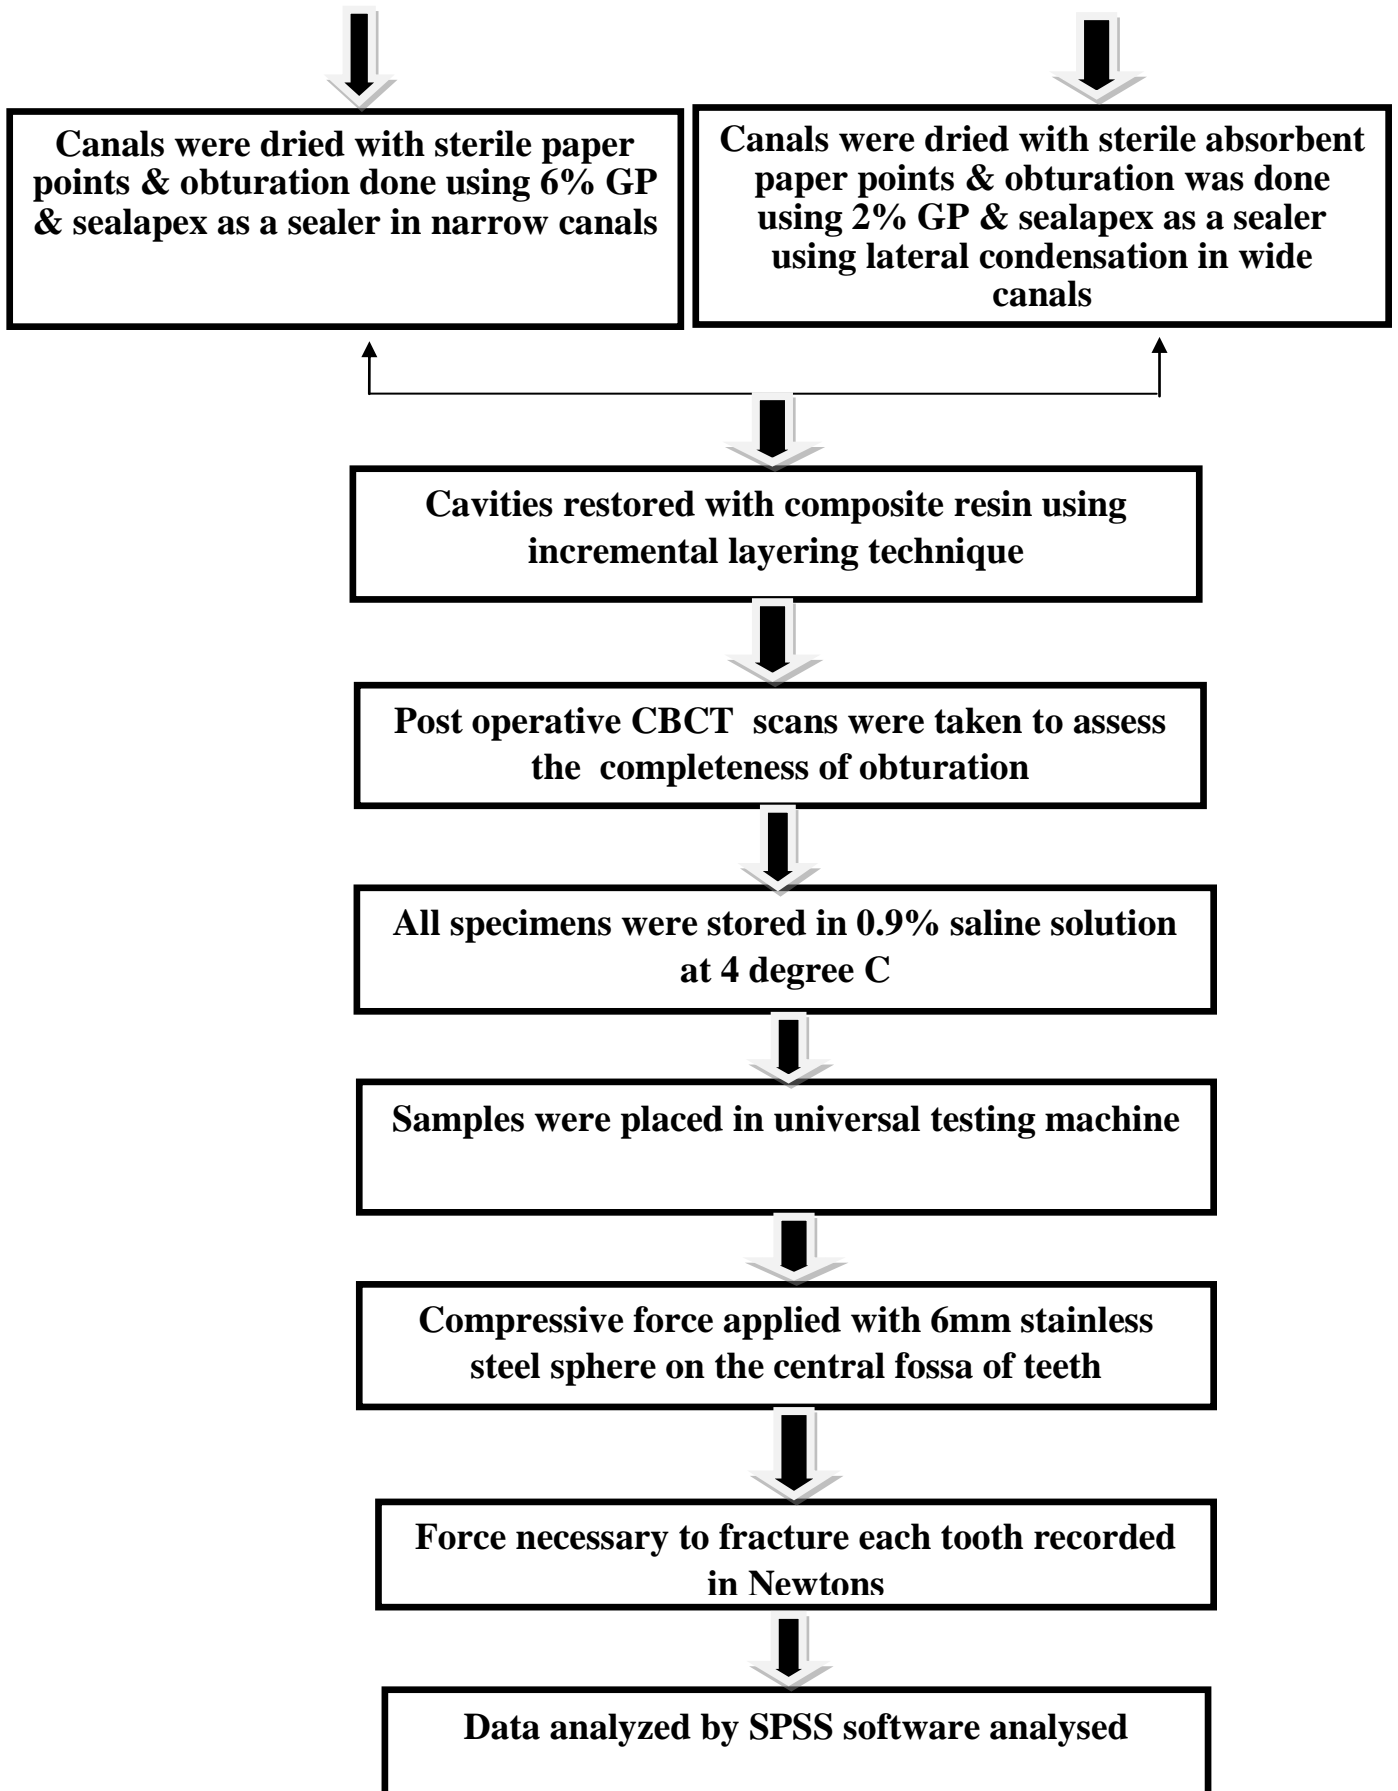 Canals were dried with sterile paper
points & obturation done using 6% GP
& sealapex as a sealer in narrow canals
Canals were dried with sterile absorbent
paper points & obturation was done
using 2% GP & sealapex as a sealer
using lateral condensation in wide
canals
Cavities restored with composite resin using
incremental layering technique
Post operative CBCT scans were taken to assess
the completeness of obturation
All specimens were stored in 0.9% saline solution
at 4 degree C
Samples were placed in universal testing machine
Compressive force applied with 6mm stainless
steel sphere on the central fossa of teeth
Force necessary to fracture each tooth recorded
in Newtons
Data analyzed by SPSS software analysed